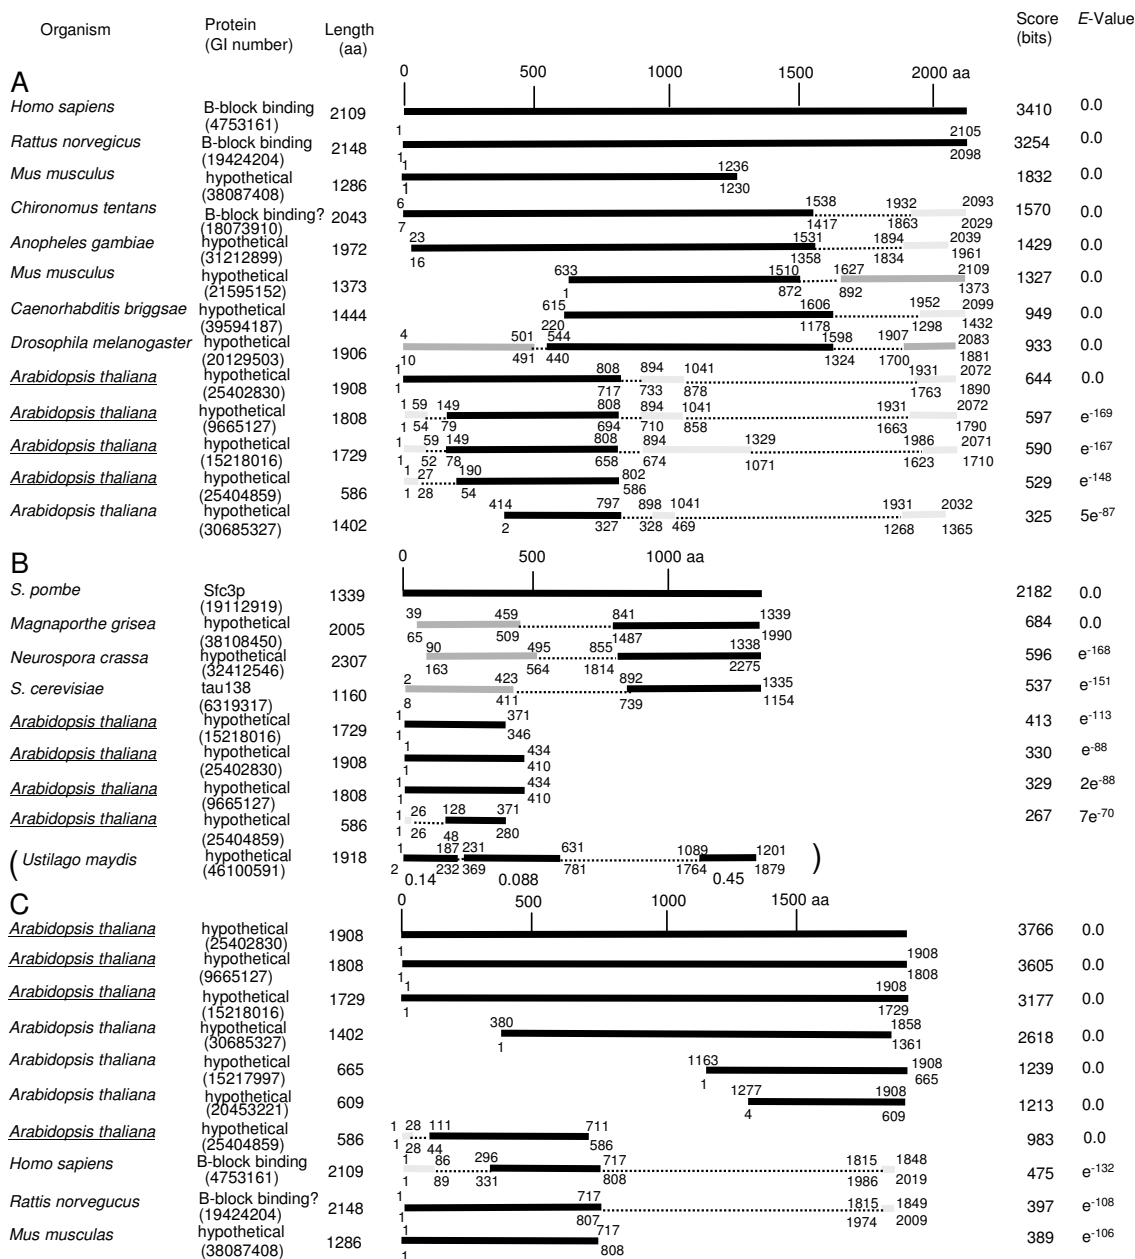 Organism Protein Length Score E-Value
(GI number) (aa) (bits)
A 0 500 1000 1500 2000 aa
Homo sapiens B-block binding 2109 3410 0.0
(4753161) 1 2105
Rattus norvegicus B-block binding 2148 3254 0.0
(19424204) 1 2098
Mus musculus hypothetical 1286 1 1236 1832 0.0
(38087408) 1 1230
Chironomus tentans B-block binding? 2043 6 1538 1932 2093 1570 0.0
(18073910) 7 1417 1863 2029
Anopheles gambiae hypothetical 1972 23 1531 1894 2039 1429 0.0
(31212899) 16 1358 1834 1961
Mus musculus hypothetical 1373 633 1510 1627 2109 1327 0.0
(21595152) 1 872 892 1373
Caenorhabditis briggsae hypothetical 1444 615 1606 1952 2099 949 0.0
(39594187) 220 1178 1298 1432
Drosophila melanogaster hypothetical 1906 4 501 544 1598 1907 2083 933 0.0
(20129503) 10 491 440 1324 1700 1881
Arabidopsis thaliana hypothetical 1908 1 808 894 1041 1931 2072 644 0.0
(25402830) 1 717 733 878 1763 1890
Arabidopsis thaliana hypothetical 1808 1 59 149 808 894 1041 1931 2072 597 e-169
(9665127) 1 54 79 694 710 858 1663 1790
Arabidopsis thaliana hypothetical 1729 1 59 149 808 894 1329 1986 2071 590 e-167
(15218016) 1 52 78 658 674 1071 1623 1710
Arabidopsis thaliana hypothetical 586 1 27 190 802 529 e-148
(25404859) 1 28 54 586
Arabidopsis thaliana hypothetical 1402 414 797 898 1041 1931 2032 325 5e-87
(30685327) 2 327 328 469 1268 1365
B 0 500 1000 aa
S. pombe Sfc3p 1339 2182 0.0
(19112919)
Magnaporthe grisea hypothetical 2005 39 459 841 1339 684 0.0
(38108450) 65 509 1487 1990
Neurospora crassa hypothetical 2307 90 495 855 1338 596 e-168
(32412546) 163 564 1814 2275
S. cerevisiae tau138 1160 2 423 892 1335 537 e-151
(6319317) 8 411 739 1154
Arabidopsis thaliana hypothetical 1729 1 371 413 e-113
(15218016) 1 346
Arabidopsis thaliana hypothetical 1908 1 434 330 e-88
(25402830) 1 410
Arabidopsis thaliana hypothetical 1808 1 434 329 2e-88
(9665127) 1 410
Arabidopsis thaliana hypothetical 586 1 26 128 371 267 7e-70
(25404859) 1 26 48 280
(Ustilago maydis hypothetical 1918 1 187 231 631 1089 1201 )
(46100591) 2 232 369 781 1764 1879
0.14 0.088 0.45
C 0 500 1000 1500 aa
Arabidopsis thaliana hypothetical 1908 3766 0.0
(25402830)
Arabidopsis thaliana hypothetical 1808 1 1908 3605 0.0
(9665127) 1 1808
Arabidopsis thaliana hypothetical 1729 1 1908 3177 0.0
(15218016) 1 1729
Arabidopsis thaliana hypothetical 1402 380 1858 2618 0.0
(30685327) 1 1361
Arabidopsis thaliana hypothetical 665 1163 1908 1239 0.0
(15217997) 1 665
Arabidopsis thaliana hypothetical 609 1277 1908 1213 0.0
(20453221) 4 609
Arabidopsis thaliana hypothetical 586 1 28 111 711 983 0.0
(25404859) 1 28 44 586
Homo sapiens B-block binding 2109 1 86 296 717 1815 1848 475 e-132
(4753161) 1 89 331 808 1986 2019
Rattis norvegucus B-block binding? 2148 1 717 1815 1849 397 e-108
(19424204) 1 807 1974 2009
Mus musculas hypothetical 1286 1 717 389 e-106
(38087408) 1 808